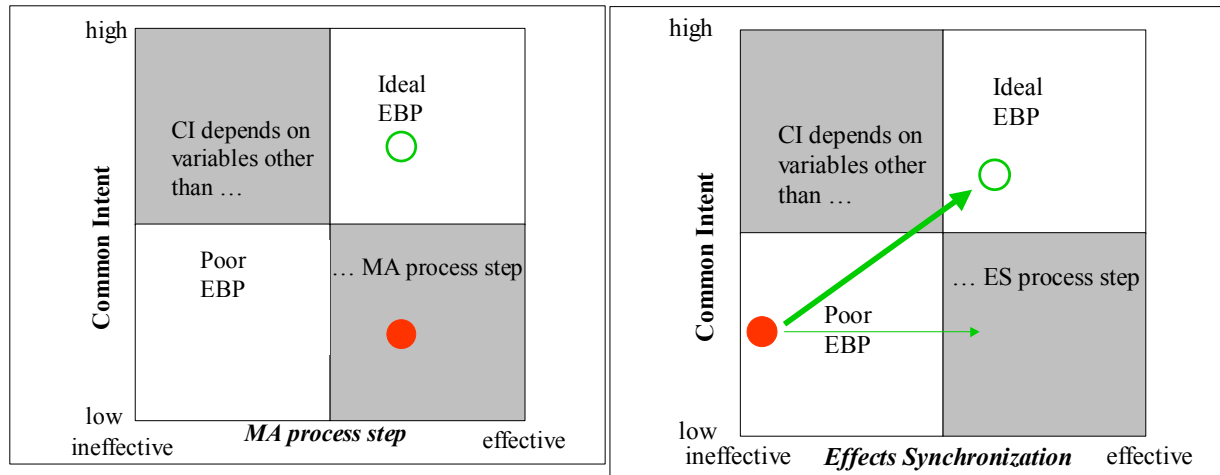 high
Ideal
EBP
CI depends on
variables other
than …
Common Intent
Poor
EBP
… MA process step
low
ineffective
MA process step
effective
high
Ideal
EBP
CI depends on
variables other
than …
Common Intent
… ES process step
Poor
EBP
low
ineffective
Effects Synchronization
effective